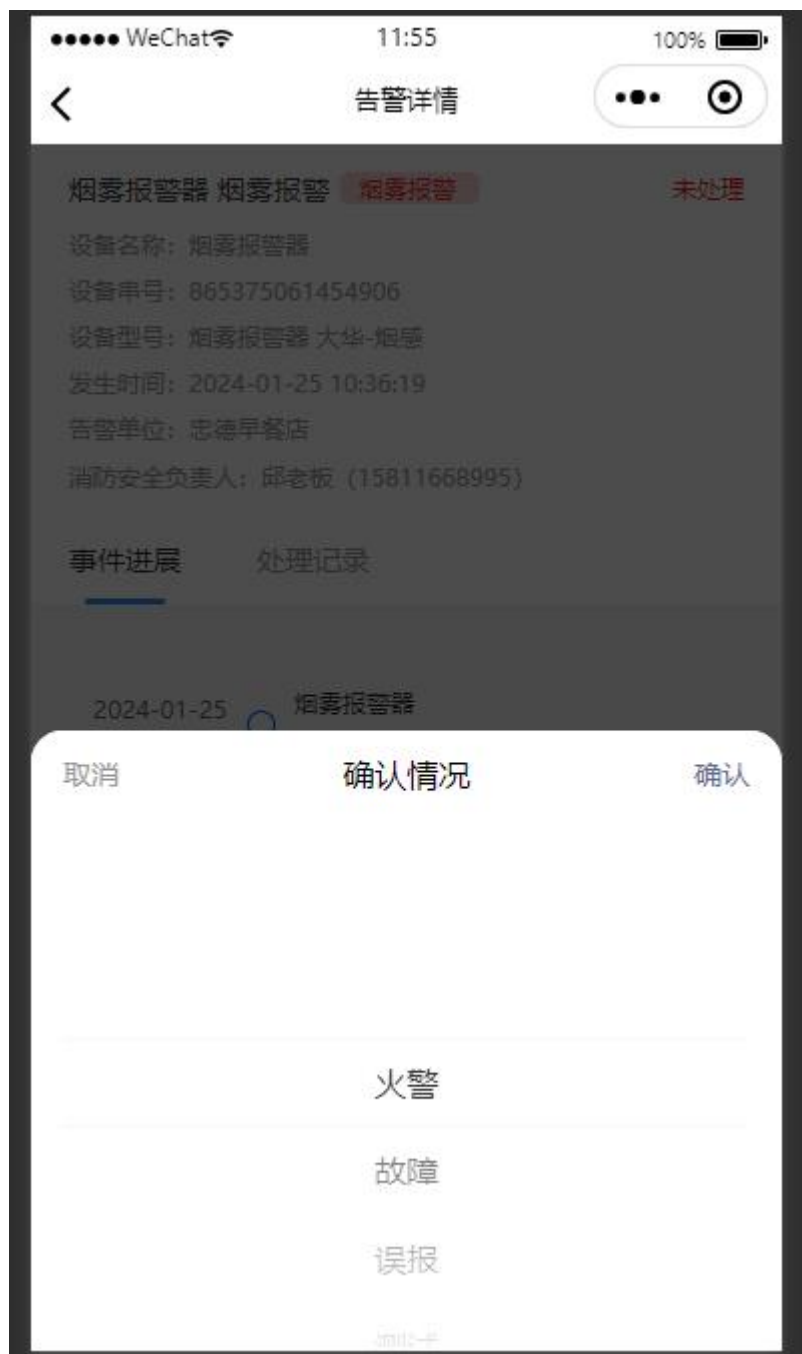 WeChat 11:55 100%
告警详情
烟雾报警器 烟雾报警 烟雾报警 未处理
设备名称：烟雾报警器
设备串号：865375061454906
设备型号：烟雾报警器 大华-烟感
发生时间：2024-01-25 10:36:19
告警单位：忠德早餐店
消防安全负责人：邱老板（15811668995）
事件进展 处理记录
2024-01-25 烟雾报警器
取消 确认情况 确认
火警
故障
误报